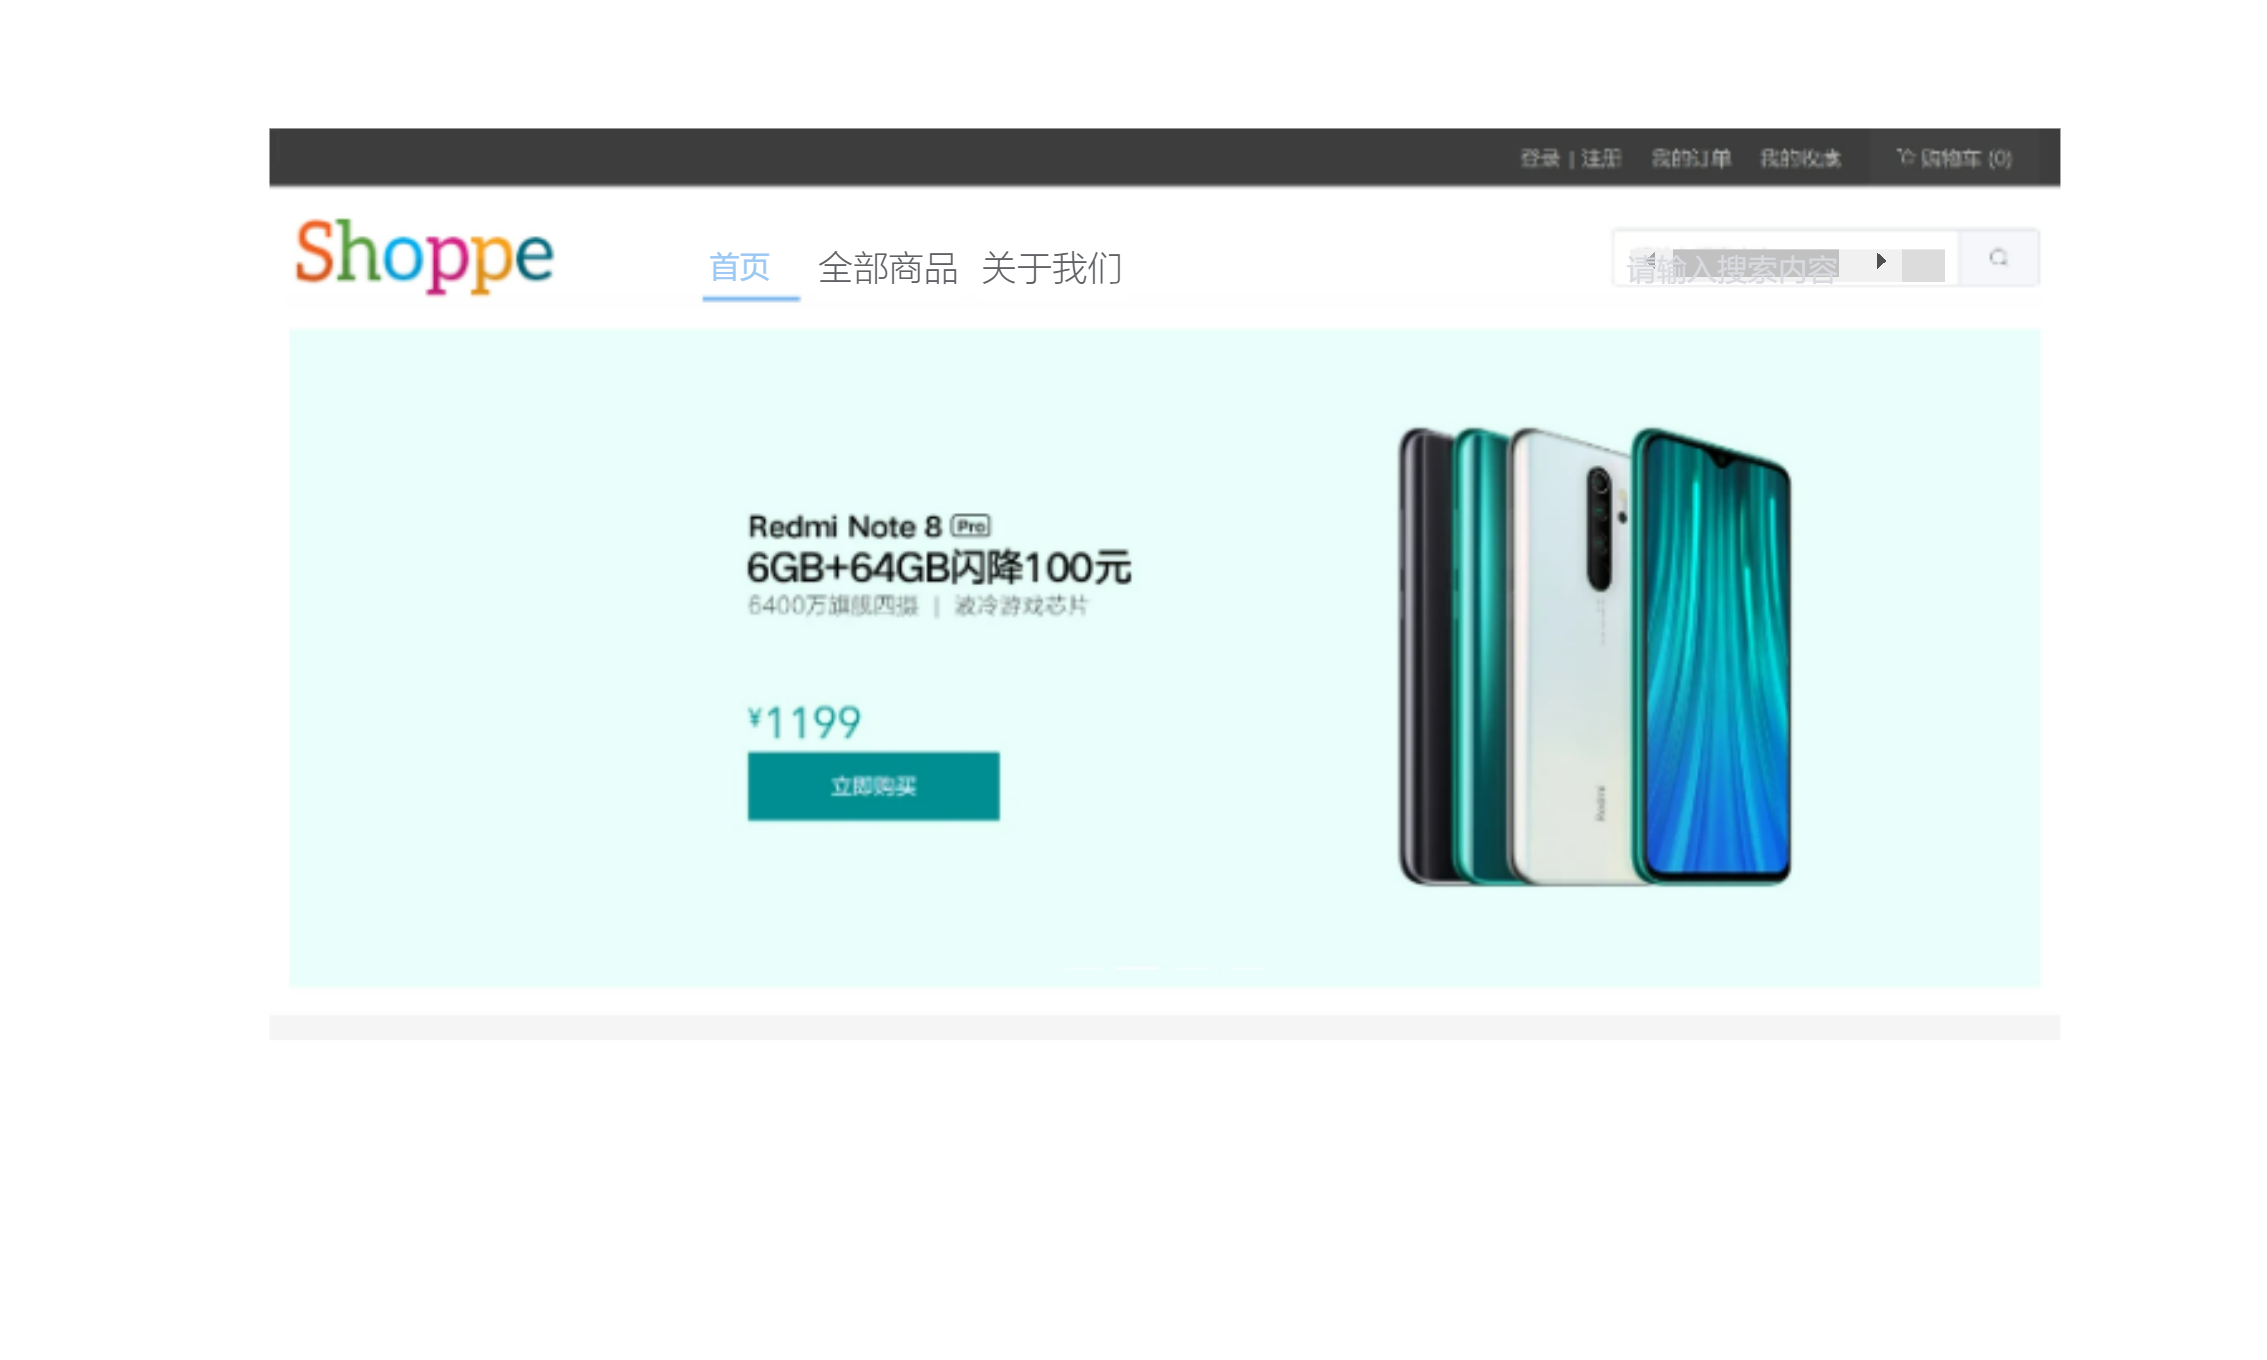 登录 | 注册 我的订单 我的收藏 购物车 (0)
Shoppe 首页 全部商品 关于我们 请输入搜索内容
Redmi Note 8 Pro
6GB+64GB闪降100元
6400万旗舰四摄 | 液冷游戏芯片
¥1199
立即购买
Redmi